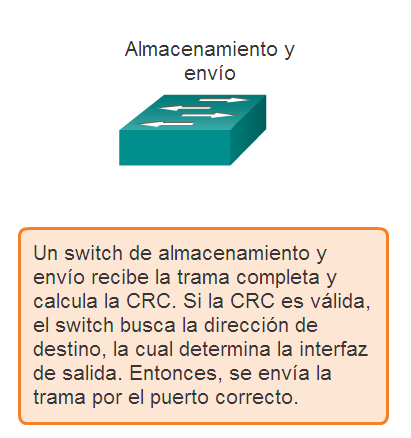 Almacenamiento y
envío
Un switch de almacenamiento y
envío recibe la trama completa y
calcula la CRC. Si la CRC es válida,
el switch busca la dirección de
destino, la cual determina la interfaz
de salida. Entonces, se envía la
trama por el puerto correcto.